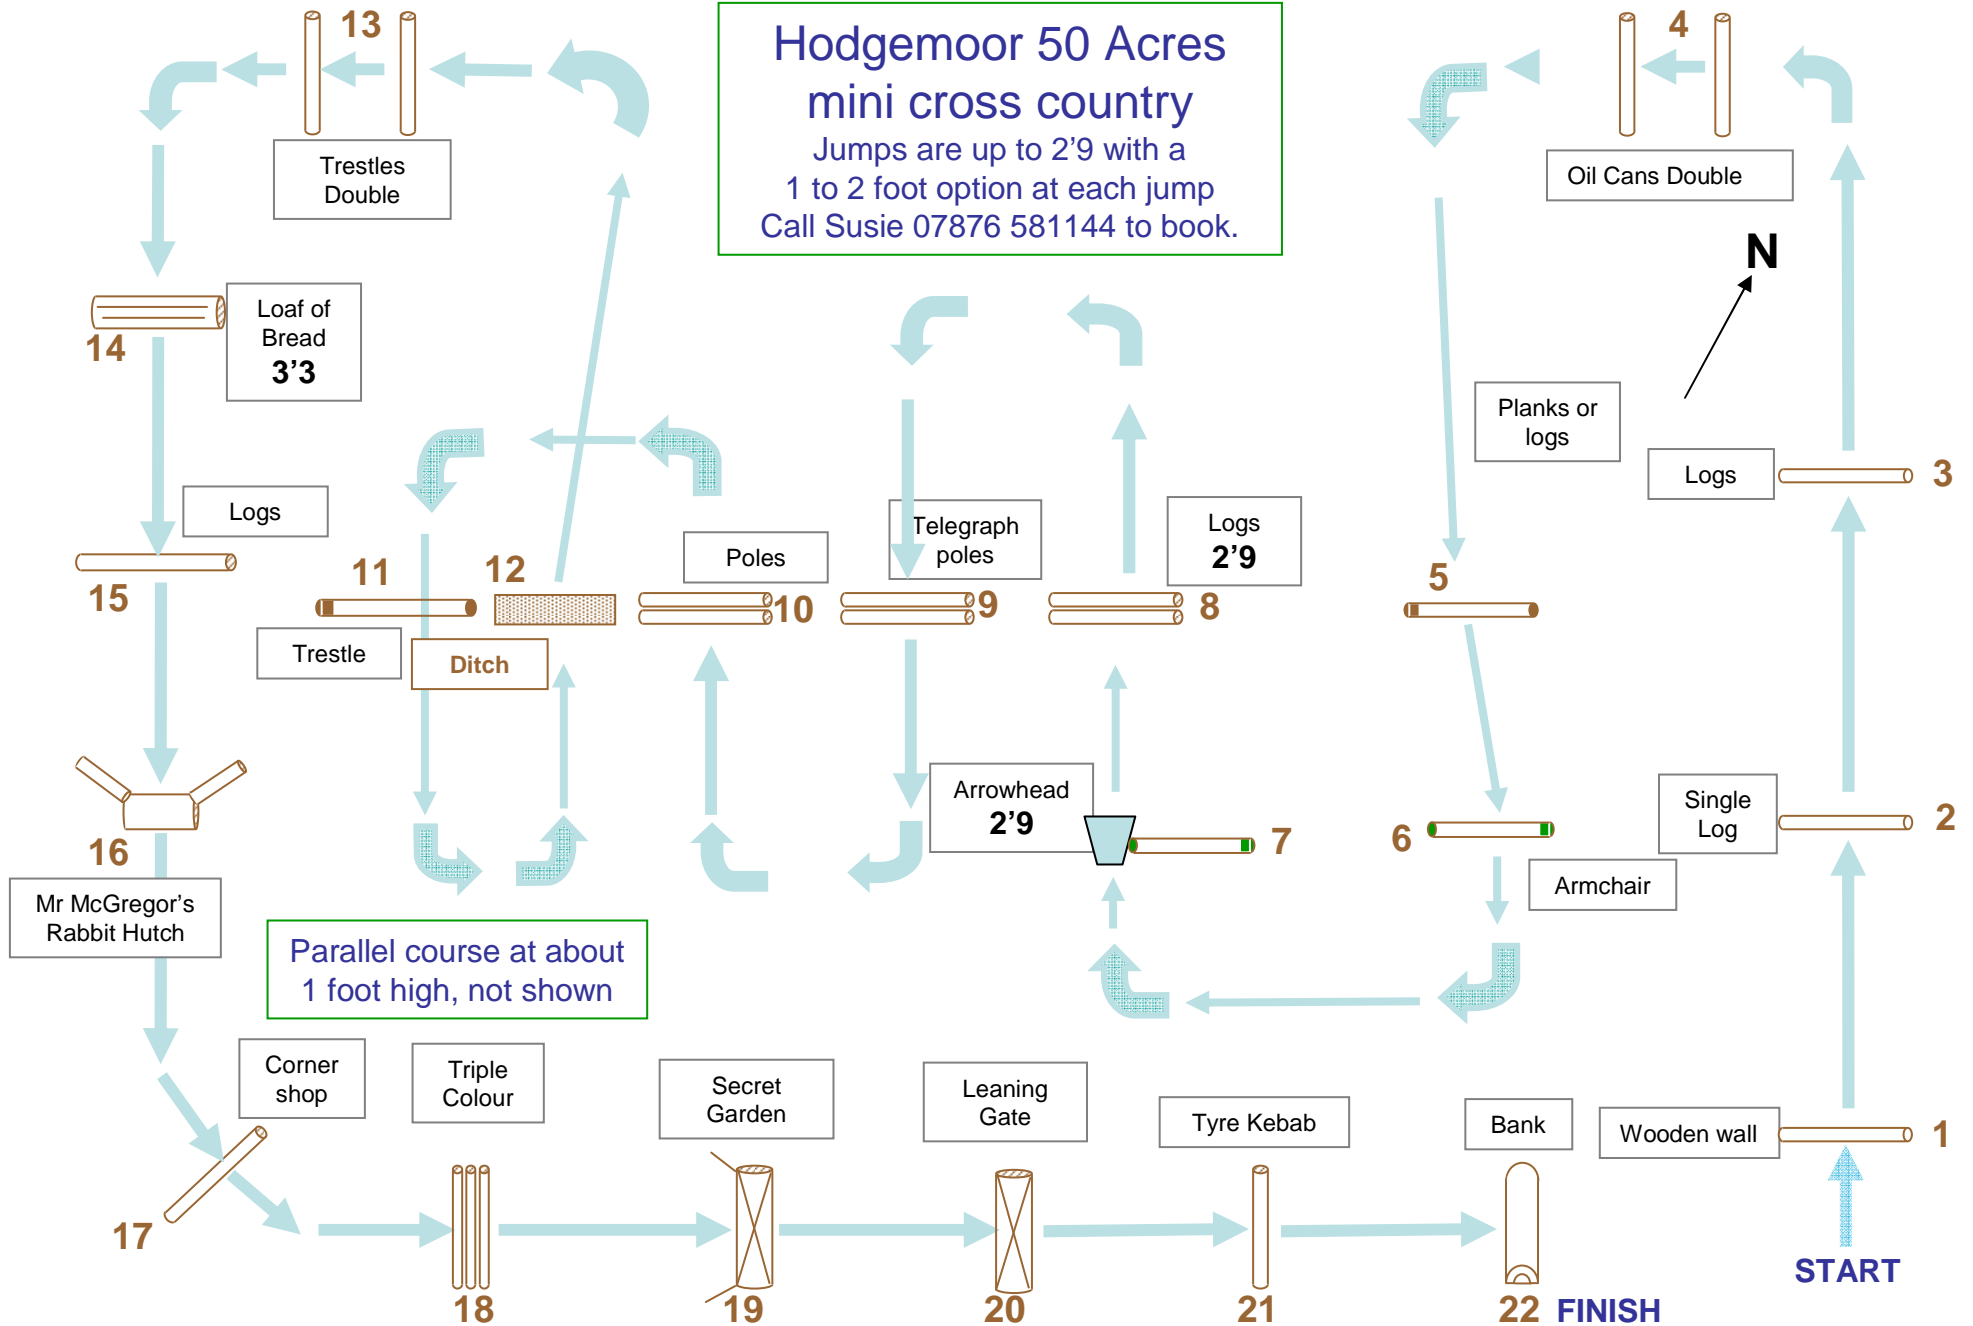 Hodgemoor 50 Acres
mini cross country
Jumps are up to 2’9 with a
1 to 2 foot option at each jump
Call Susie 07876 581144 to book.
13
4
Trestles
Double
Oil Cans Double
N
Loaf of
Bread
3’3
14
Planks or
logs
Logs
3
Logs
15
11
12
Poles
10
Telegraph
poles
9
Logs
2’9
8
5
Trestle
Ditch
Arrowhead
2’9
7
6
Armchair
Single
Log
2
16
Mr McGregor’s
Rabbit Hutch
Parallel course at about
1 foot high, not shown
Corner
shop
17
Triple
Colour
18
Secret
Garden
19
Leaning
Gate
20
Tyre Kebab
21
Bank
22 FINISH
Wooden wall
1
START